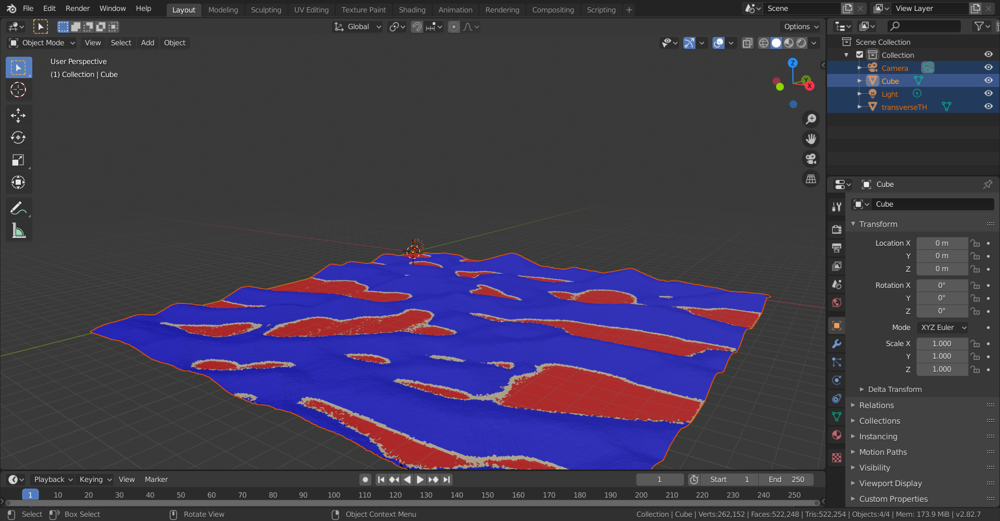 File Edit Render Window Help Layout Modeling Sculpting UV Editing Texture Paint Shading Animation Rendering Compositing Scripting + Scene View Layer
Global Options
Object Mode View Select Add Object
User Perspective
(1) Collection | Cube
Z
Y
X
Scene Collection
Collection
Camera
Cube
Light
transverseTH
Cube
Cube
Transform
Location X 0 m
Y 0 m
Z 0 m
Rotation X 0°
Y 0°
Z 0°
Mode XYZ Euler
Scale X 1.000
Y 1.000
Z 1.000
Delta Transform
Relations
Collections
Instancing
Motion Paths
Visibility
Viewport Display
Custom Properties
Playback Keying View Marker 1 Start 1 End 250
1 10 20 30 40 50 60 70 80 90 100 110 120 130 140 150 160 170 180 190 200 210 220 230 240 250
Select Box Select Rotate View Object Context Menu Collection | Cube | Verts:262,152 | Faces:522,248 | Tris:522,254 | Objects:4/4 | Mem: 173.9 MiB | v2.82.7